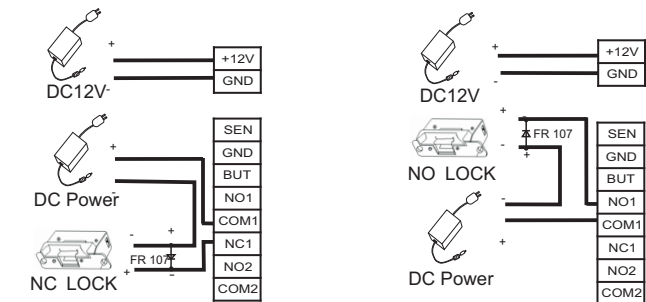 +
+12V
GND
-
DC12V
SEN
GND
BUT
NO1
COM1
NC1
NO2
COM2
+
-
DC Power
-
+
FR 107
+
-
NC LOCK
+
+12V
GND
-
DC12V
+
FR 107
-
+
NO LOCK
SEN
GND
BUT
NO1
COM1
NC1
NO2
COM2
-
+
DC Power